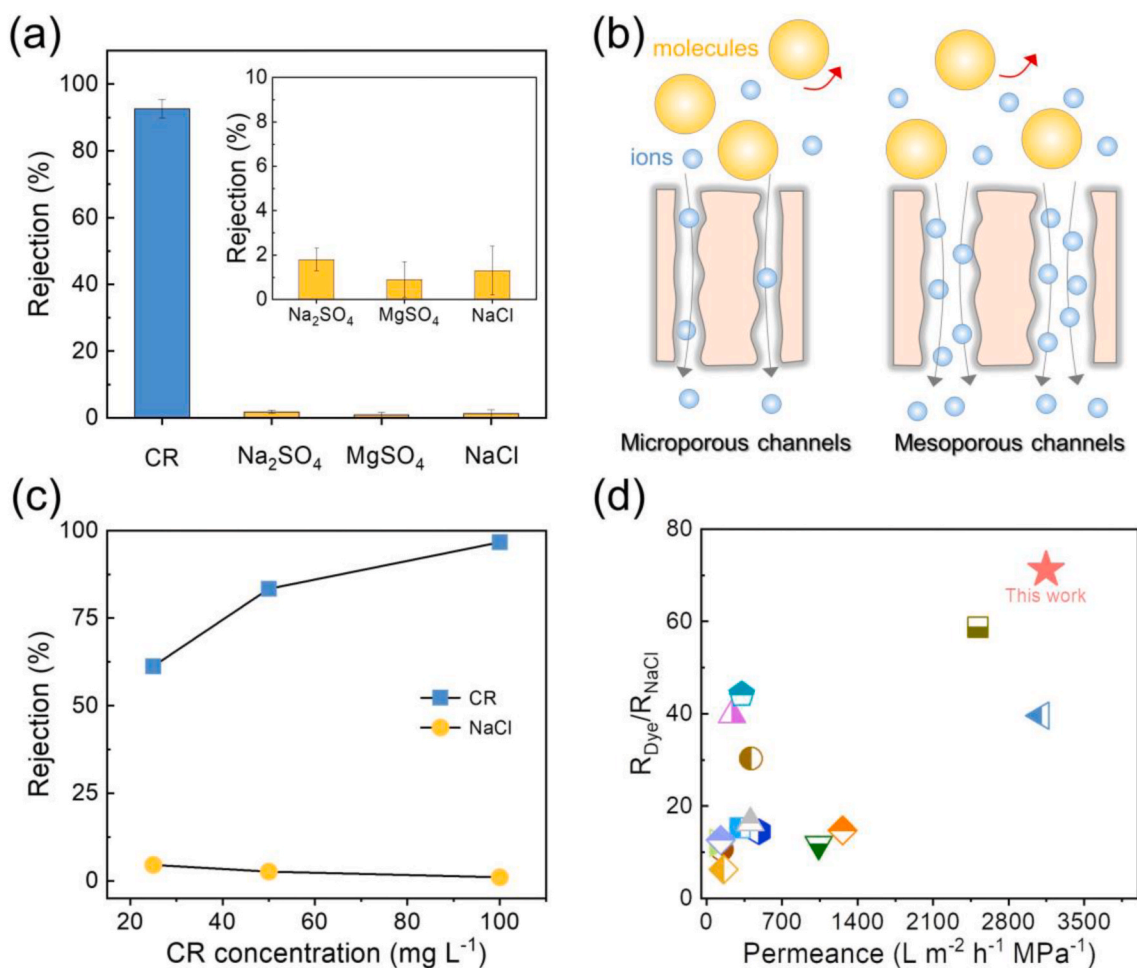 (a)
Rejection (%)
100
80
60
40
20
0
CR
Na₂SO₄
MgSO₄
NaCl
Rejection (%)
10
8
6
4
2
0
Na₂SO₄
MgSO₄
NaCl
(b)
molecules
ions
Microporous channels
Mesoporous channels
(c)
Rejection (%)
100
75
50
25
0
CR
NaCl
20
40
60
80
100
CR concentration (mg L⁻¹)
(d)
R_Dye/R_NaCl
80
60
40
20
0
This work
0
700
1400
2100
2800
3500
Permeance (L m⁻² h⁻¹ MPa⁻¹)